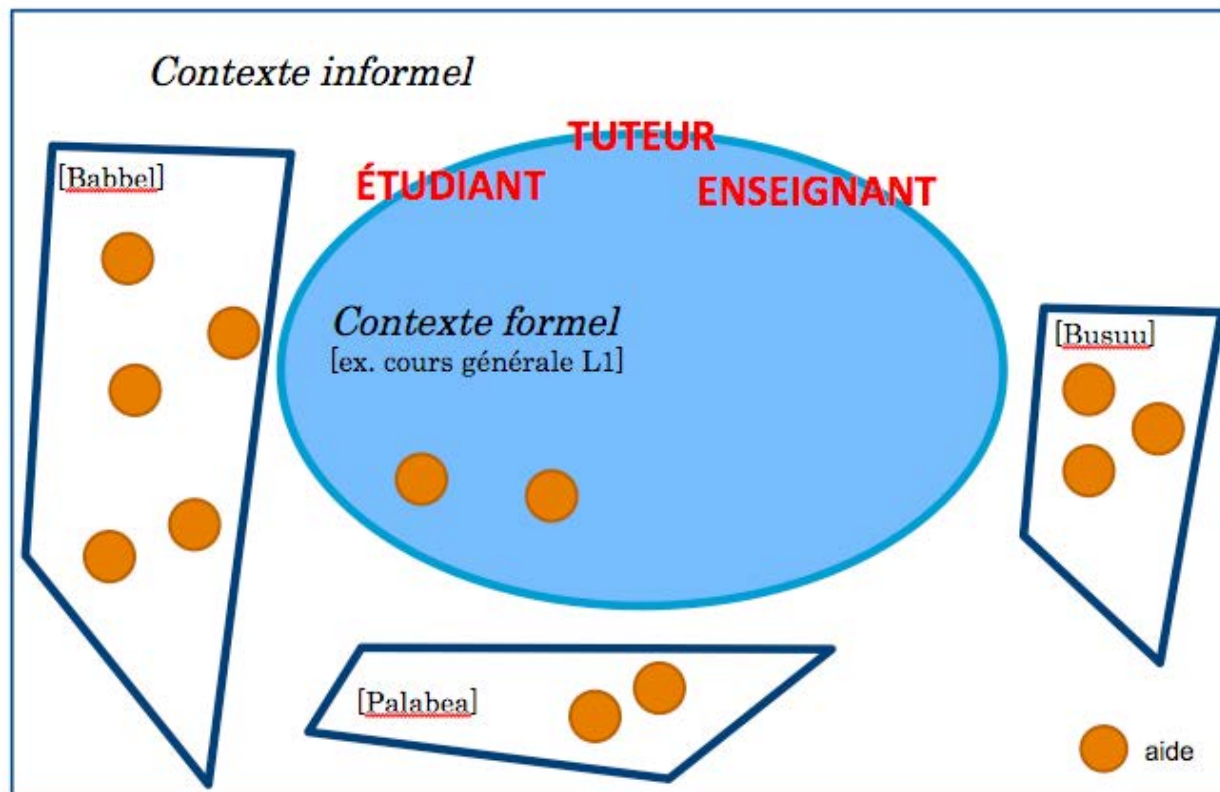 Contexte informel
TUTEUR
[Babbel]
ÉTUDIANT
ENSEIGNANT
Contexte formel
[ex. cours générale L1]
[Busuu]
[Palabea]
aide